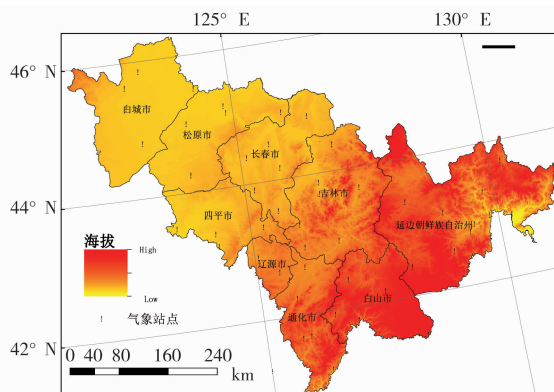 125° E
130° E
46° N
44° N
42° N
白城市
松原市
长春市
吉林市
四平市
延边朝鲜族自治州
辽源市
白山市
通化市
海拔
High
Low
气象站点
0 40 80 160 240
km